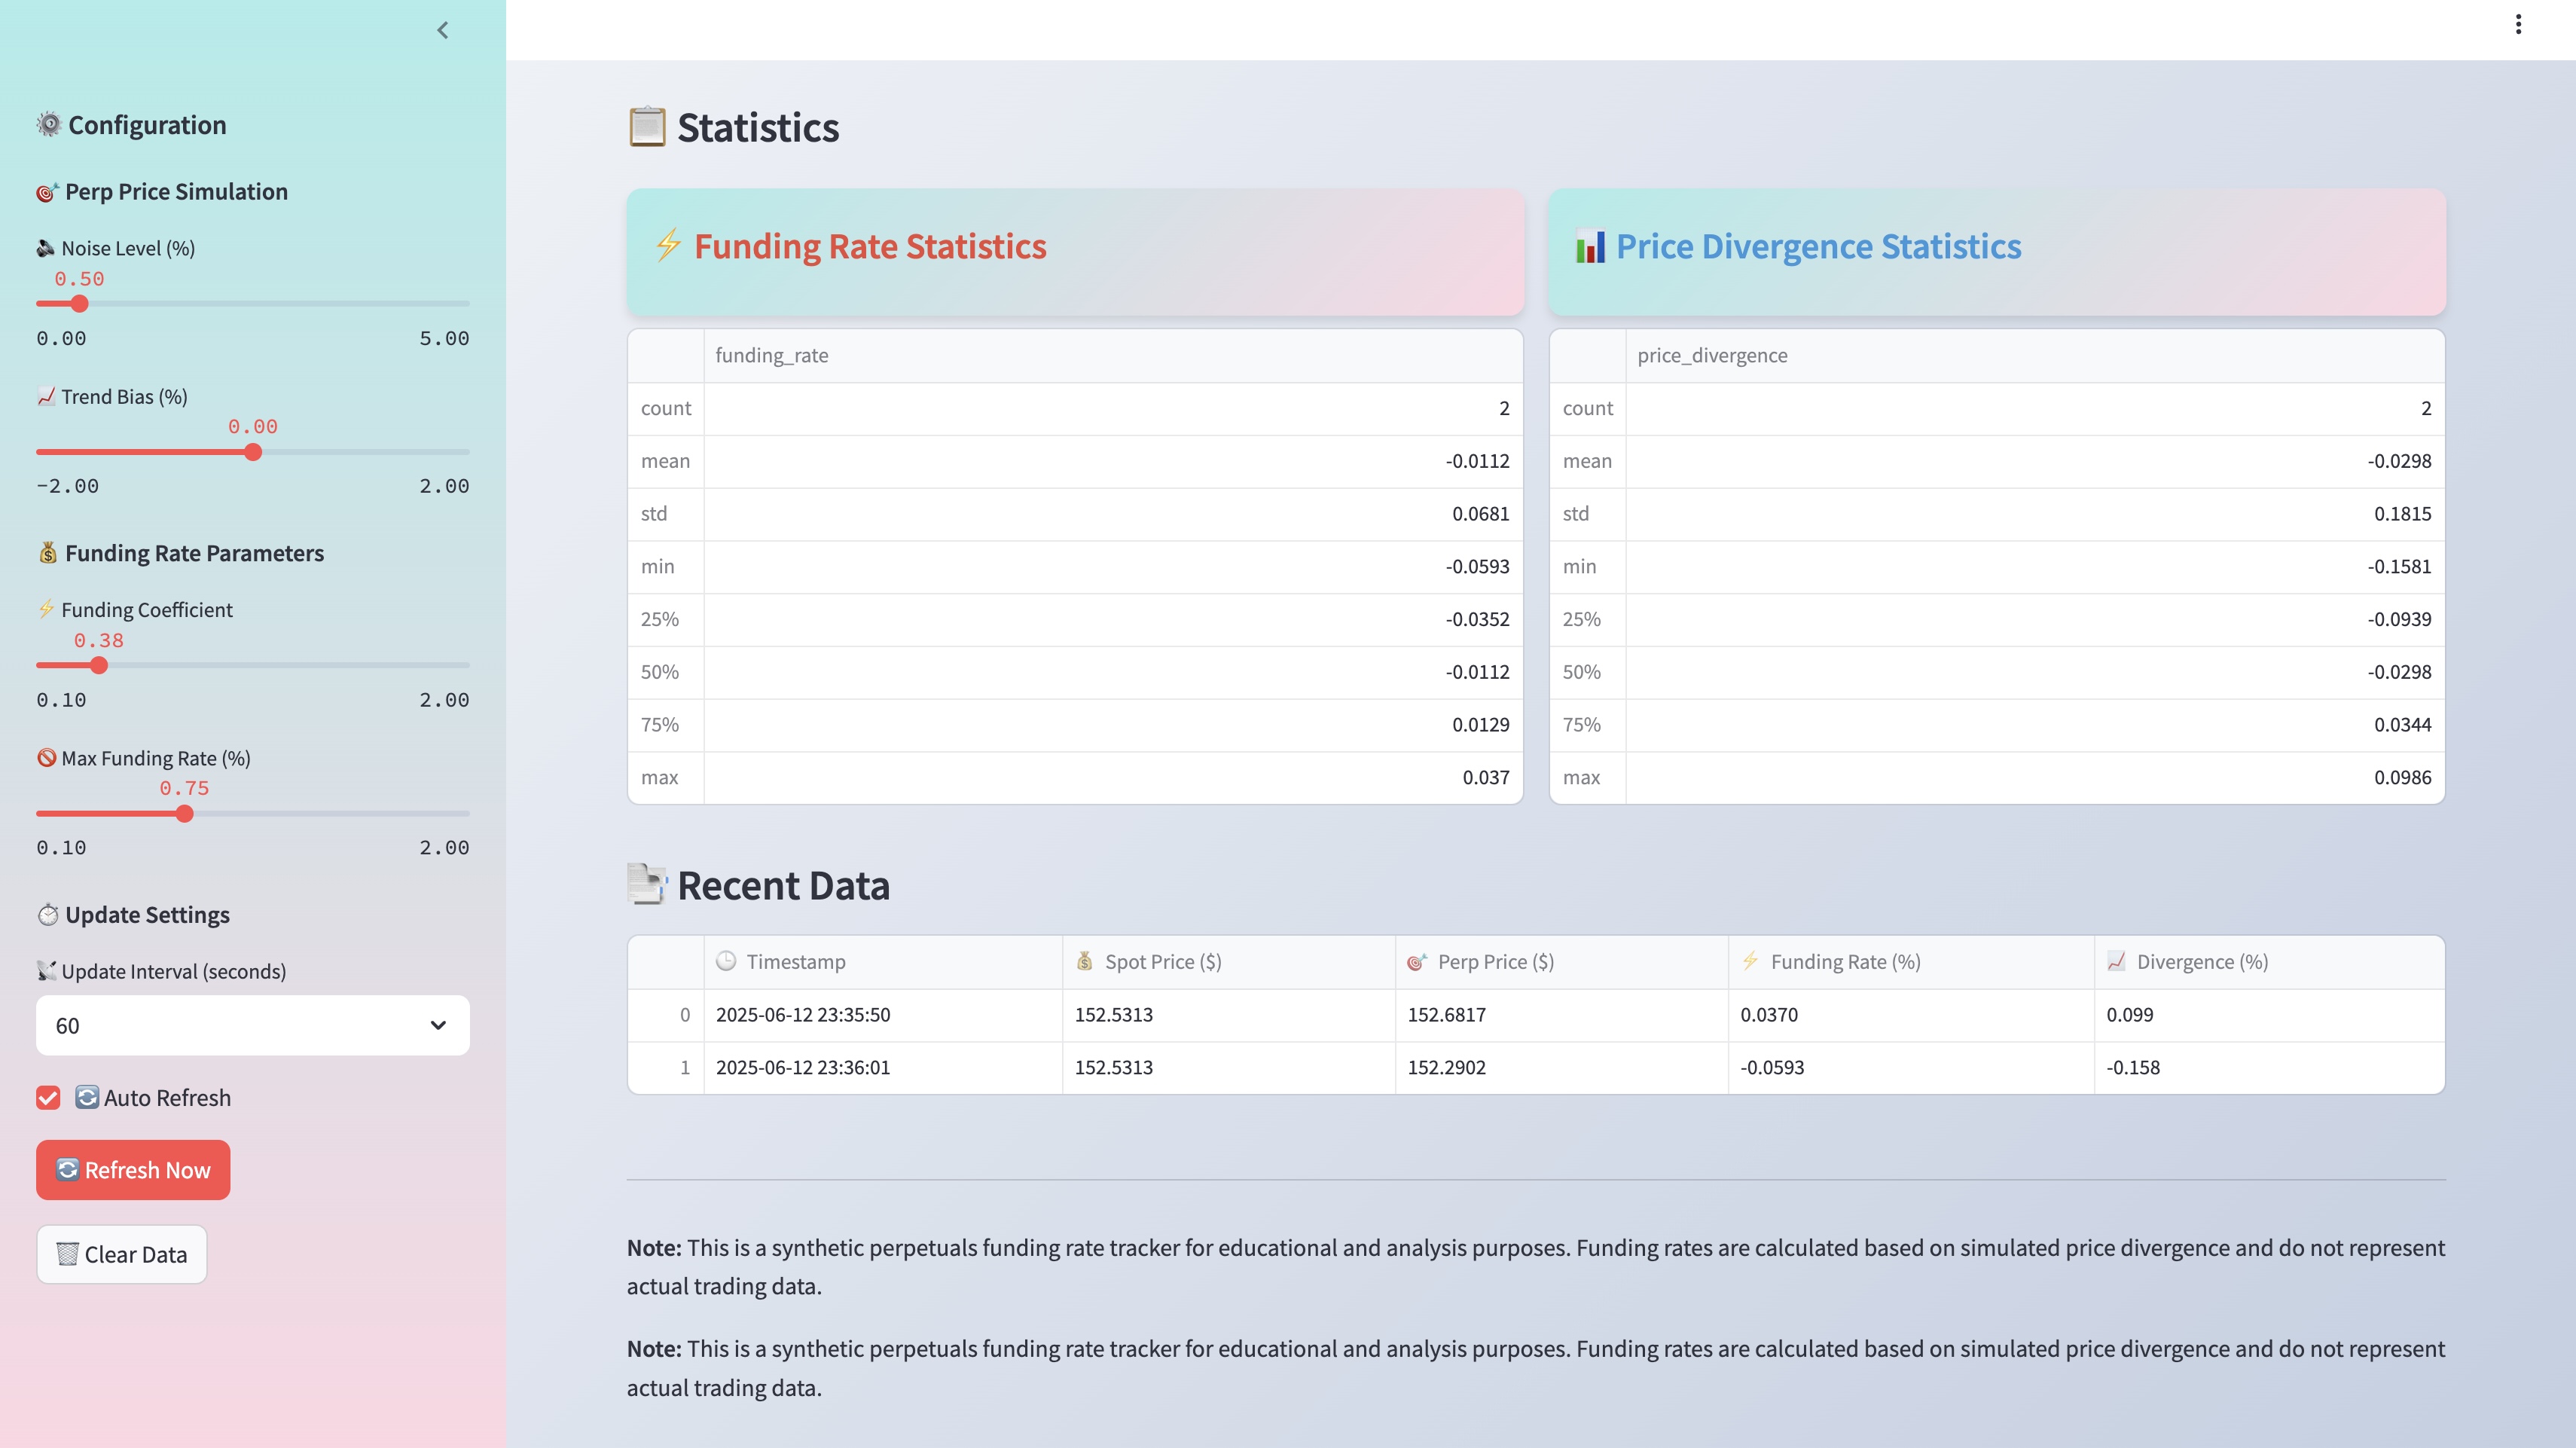 Configuration
Perp Price Simulation
Noise Level (%)
0.50
0.00 5.00
Trend Bias (%)
0.00
−2.00 2.00
Funding Rate Parameters
Funding Coefficient
0.38
0.10 2.00
Max Funding Rate (%)
0.75
0.10 2.00
Update Settings
Update Interval (seconds)
60
Auto Refresh
Refresh Now
Clear Data
Statistics
Funding Rate Statistics
funding_rate
count 2
mean -0.0112
std 0.0681
min -0.0593
25% -0.0352
50% -0.0112
75% 0.0129
max 0.037
Price Divergence Statistics
price_divergence
count 2
mean -0.0298
std 0.1815
min -0.1581
25% -0.0939
50% -0.0298
75% 0.0344
max 0.0986
Recent Data
Timestamp Spot Price ($) Perp Price ($) Funding Rate (%) Divergence (%)
0 2025-06-12 23:35:50 152.5313 152.6817 0.0370 0.099
1 2025-06-12 23:36:01 152.5313 152.2902 -0.0593 -0.158
Note: This is a synthetic perpetuals funding rate tracker for educational and analysis purposes. Funding rates are calculated based on simulated price divergence and do not represent
actual trading data.
Note: This is a synthetic perpetuals funding rate tracker for educational and analysis purposes. Funding rates are calculated based on simulated price divergence and do not represent
actual trading data.